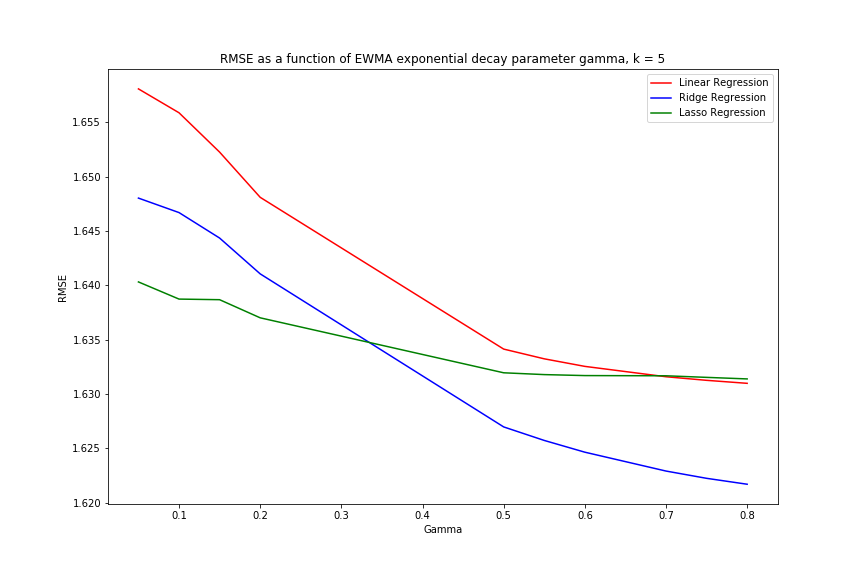 RMSE as a function of EWMA exponential decay parameter gamma, k = 5
Linear Regression
Ridge Regression
Lasso Regression
1.655
1.650
1.645
1.640
1.635
1.630
1.625
1.620
RMSE
0.1 0.2 0.3 0.4 0.5 0.6 0.7 0.8
Gamma